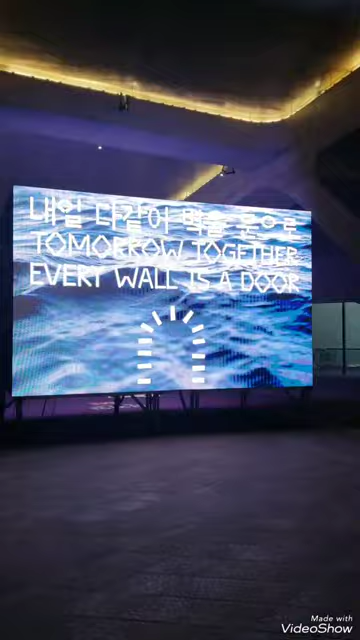 내일 다같이 벽을 문으로
TOMORROW TOGETHER
EVERY WALL IS A DOOR
Made with
VideoShow